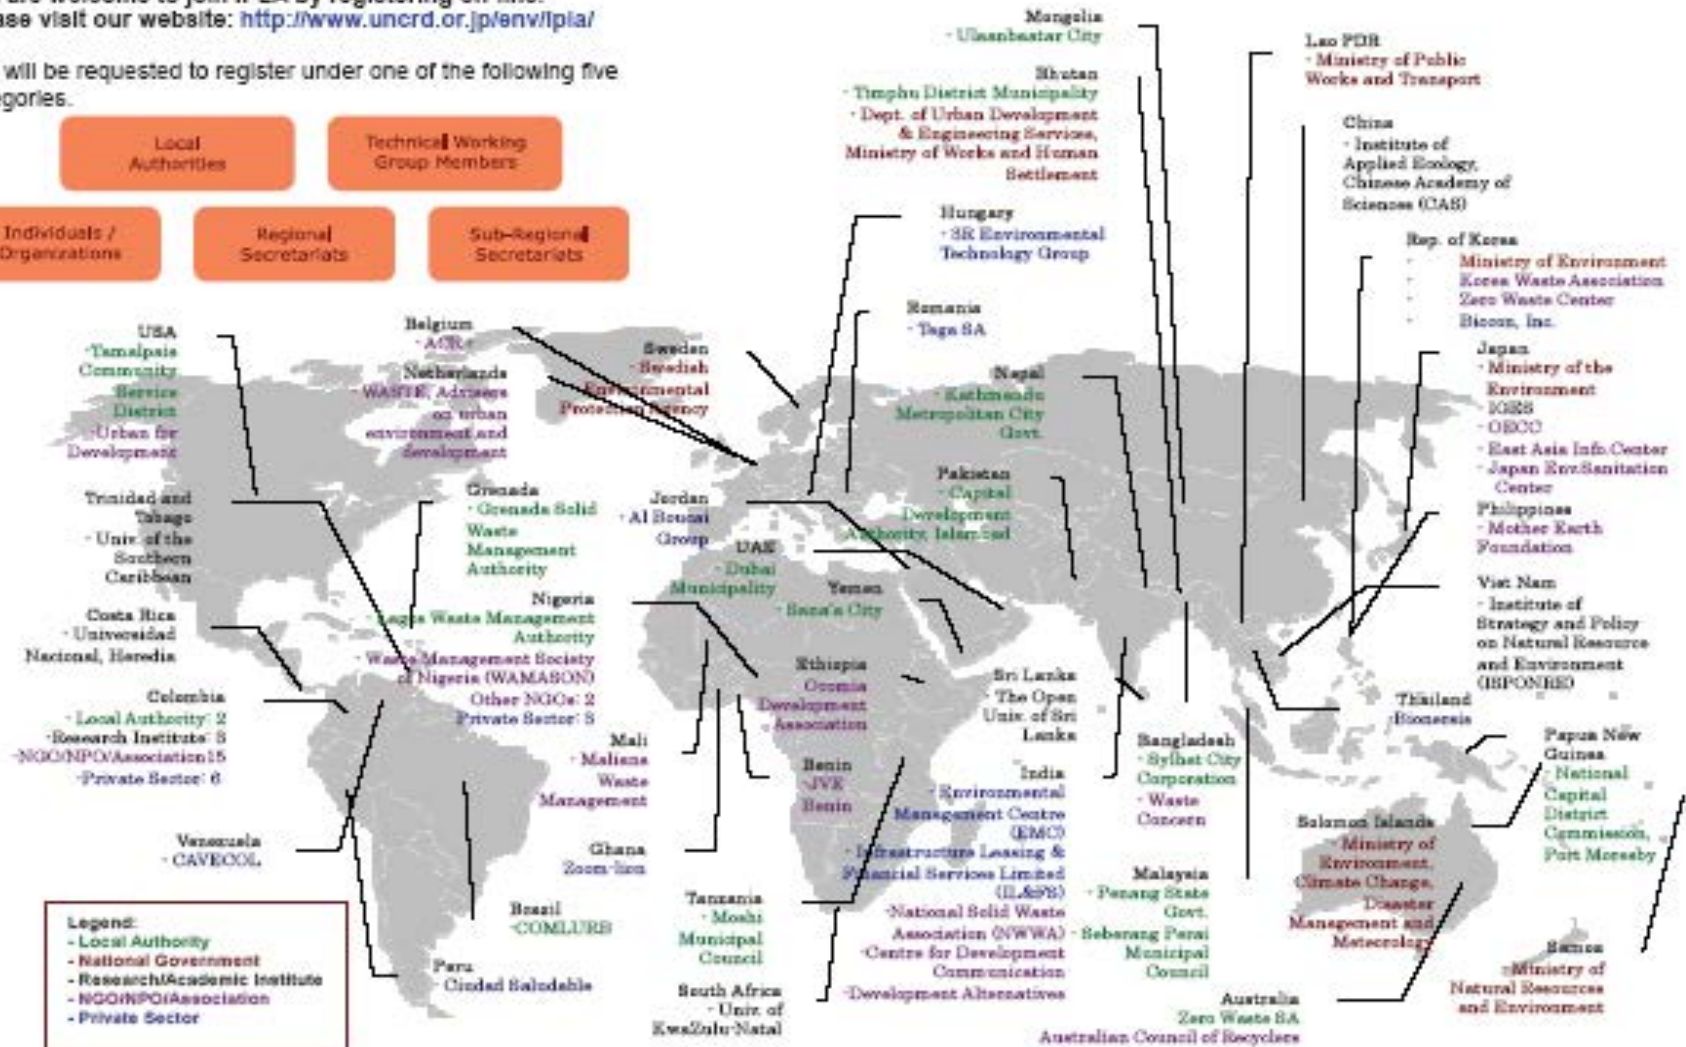 are welcome to join IPLA by registering on-line.
ase visit our website: http://www.uncrd.or.jp/env/ipla/
will be requested to register under one of the following five
egories.
Local
Authorities
Technical Working
Group Members
Individuals /
Organizations
Regional
Secretariats
Sub-Regional
Secretariats
Mongolia
- Ulaanbaatar City
Bhutan
- Timphu District Municipality
- Dept. of Urban Development
& Engineering Services,
Ministry of Works and Human
Settlement
Lao PDR
- Ministry of Public
Works and Transport
China
- Institute of
Applied Ecology,
Chinese Academy of
Sciences (CAS)
Hungary
- SR Environmental
Technology Group
Rep. of Korea
- Ministry of Environment
- Korea Waste Association
- Zero Waste Center
- Biocon, Inc.
Romania
- Tega SA
USA
-Tamalpais
Community
Service
District
-Urban for
Development
Belgium
- ACR+
Netherlands
- WASTE, Advisers
on urban
environment and
development
Sweden
- Swedish
Environmental
Protection Agency
Nepal
- Kathmandu
Metropolitan City
Govt.
Japan
- Ministry of the
Environment
- IGES
- OECC
- East Asia Info.Center
- Japan Env.Sanitation
Center
Pakistan
- Capital
Development
Authority, Islamabad
Trinidad and
Tobago
- Univ. of the
Southern
Caribbean
Grenada
- Grenada Solid
Waste
Management
Authority
Jordan
- Al Boucai
Group
Philippines
- Mother Earth
Foundation
UAE
- Dubai
Municipality
Yemen
- Sana'a City
Viet Nam
- Institute of
Strategy and Policy
on Natural Resource
and Environment
(ISPONRE)
Nigeria
- Lagos Waste Management
Authority
- Waste Management Society
of Nigeria (WAMASON)
Other NGOs: 2
Private Sector: 3
Costa Rica
- Universidad
Nacional, Heredia
Ethiopia
Oromia
Development
Association
Sri Lanka
- The Open
Univ. of Sri
Lanka
Thailand
-Bionersis
Colombia
- Local Authority: 2
-Research Institute: 3
-NGO/NPO/Association15
-Private Sector: 6
Mali
- Maliena
Waste
Management
Benin
-JVE
Benin
India
- Environmental
Management Centre
(EMC)
- Infrastructure Leasing &
Financial Services Limited
(IL&FS)
-National Solid Waste
Association (NWWA)
-Centre for Development
Communication
-Development Alternatives
Bangladesh
- Sylhet City
Corporation
- Waste
Concern
Papua New
Guinea
- National
Capital
District
Commission,
Port Moresby
Venezuela
- CAVECOL
Ghana
Zoom-lion
Solomon Islands
- Ministry of
Environment,
Climate Change,
Disaster
Management and
Meteorology
Malaysia
- Penang State
Govt.
- Seberang Perai
Municipal
Council
Tanzania
- Moshi
Municipal
Council
Brazil
-COMLURB
Samoa
-Ministry of
Natural Resources
and Environment
Peru
- Ciudad Saludable
South Africa
- Univ. of
KwaZulu-Natal
Australia
Zero Waste SA
Australian Council of Recyclers
Legend:
- Local Authority
- National Government
- Research/Academic Institute
- NGO/NPO/Association
- Private Sector